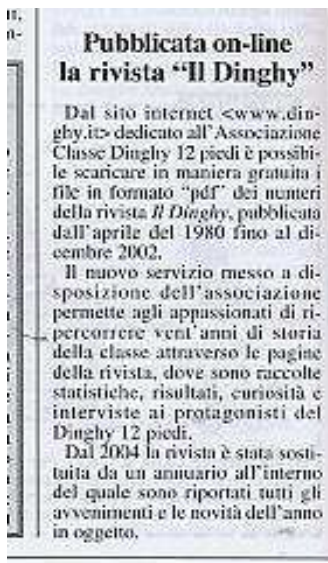 Pubblicata on-line
la rivista “Il Dinghy”
Dal sito internet <www.din-
ghy.it> dedicato all'Associazione
Classe Dinghy 12 piedi è possibi-
le scaricare in maniera gratuita i
file in formato “pdf” dei numeri
della rivista Il Dinghy, pubblicata
dall'aprile del 1980 fino al di-
cembre 2002.
Il nuovo servizio messo a di-
sposizione dell'associazione
permette agli appassionati di ri-
percorrere vent'anni di storia
della classe attraverso le pagine
della rivista, dove sono raccolte
statistiche, risultati, curiosità e
interviste ai protagonisti del
Dinghy 12 piedi.
Dal 2004 la rivista è stata sosti-
tuita da un annuario all'interno
del quale sono riportati tutti gli
avvenimenti e le novità dell'anno
in oggetto.